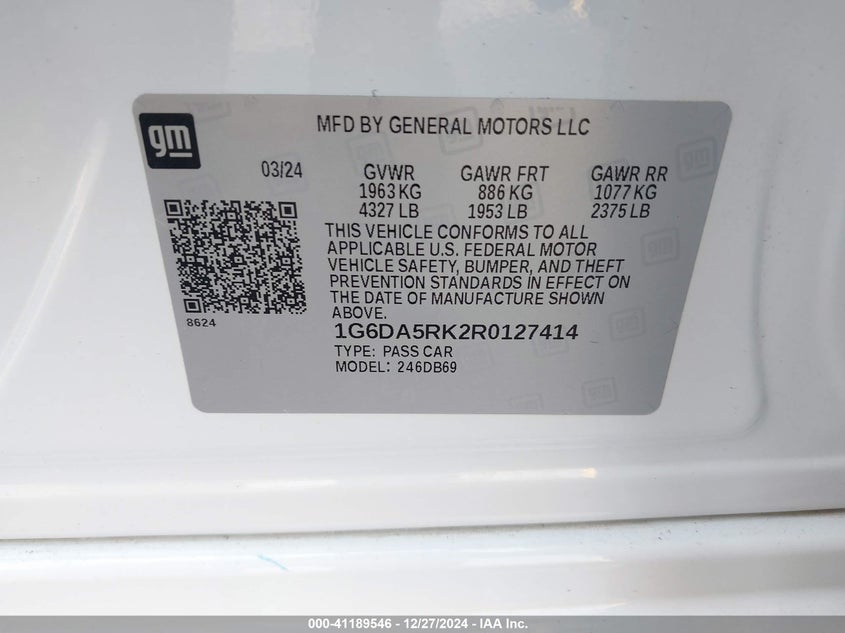 gm
MFD BY GENERAL MOTORS LLC
03/24
GVWR GAWR FRT GAWR RR
1963 KG 886 KG 1077 KG
4327 LB 1953 LB 2375 LB
THIS VEHICLE CONFORMS TO ALL
APPLICABLE U.S. FEDERAL MOTOR
VEHICLE SAFETY, BUMPER, AND THEFT
PREVENTION STANDARDS IN EFFECT ON
THE DATE OF MANUFACTURE SHOWN
ABOVE.
8624
1G6DA5RK2R0127414
TYPE: PASS CAR
MODEL: 246DB69
000-41189546 - 12/27/2024 - IAA Inc.